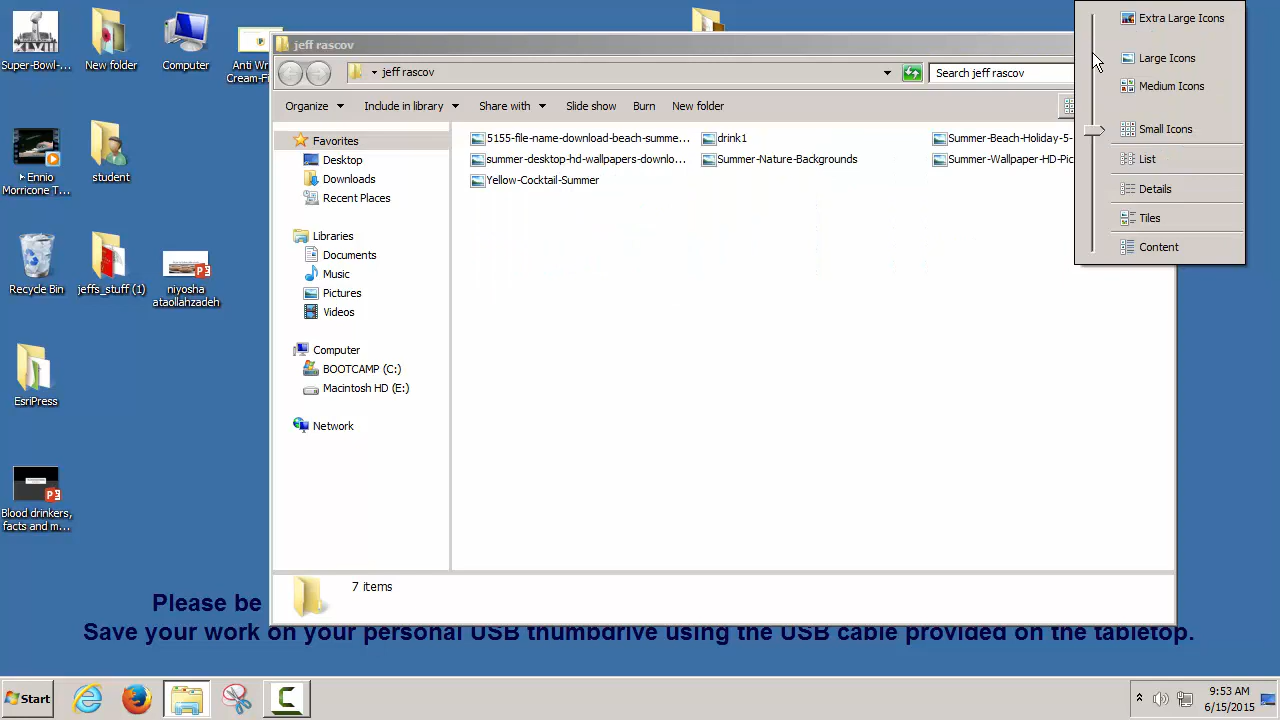 Super-Bowl-...
XLVIII
New folder
Computer
Anti Wr
Cream-Fi
Ennio
Morricone T...
student
Recycle Bin
jeffs_stuff (1)
niyosha
ataollahzadeh
EsriPress
Blood drinkers,
facts and m...
jeff rascov
jeff rascov
Search jeff rascov
Organize
Include in library
Share with
Slide show
Burn
New folder
Favorites
Desktop
Downloads
Recent Places
Libraries
Documents
Music
Pictures
Videos
Computer
BOOTCAMP (C:)
Macintosh HD (E:)
Network
5155-file-name-download-beach-summe...
drink1
Summer-Beach-Holiday-5-
summer-desktop-hd-wallpapers-downlo...
Summer-Nature-Backgrounds
Summer-Wallpaper-HD-Pic
Yellow-Cocktail-Summer
Extra Large Icons
Large Icons
Medium Icons
Small Icons
List
Details
Tiles
Content
7 items
Please be
Save your work on your personal USB thumbdrive using the USB cable provided on the tabletop.
Start
9:53 AM
6/15/2015